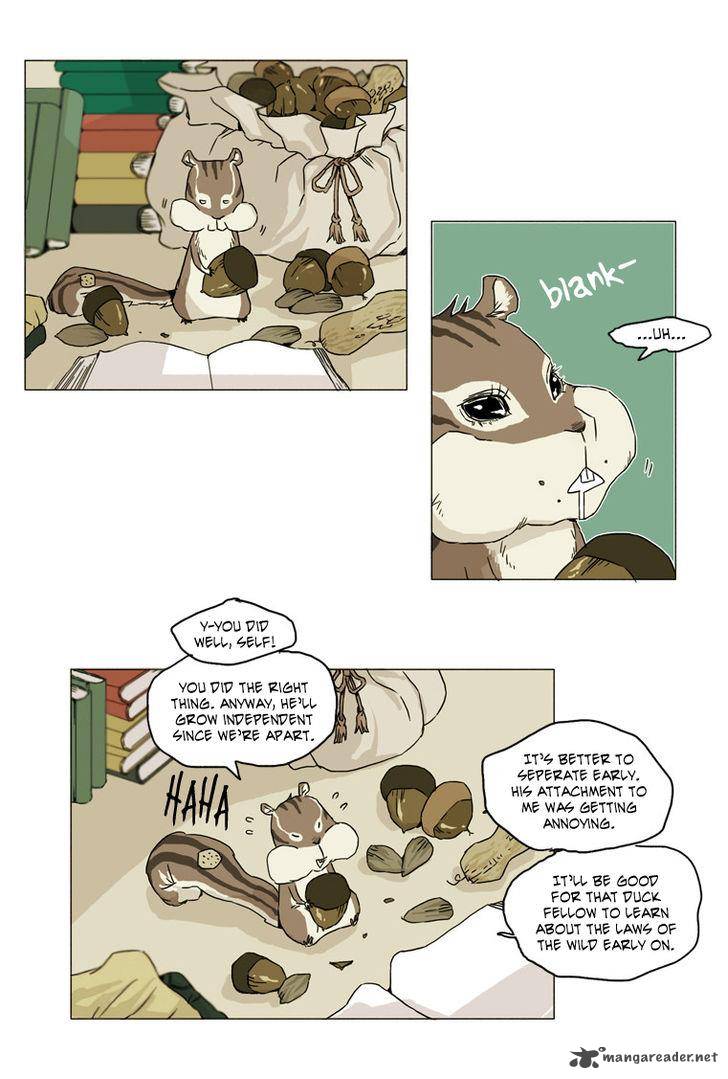 blank-
...UH...
Y-YOU DID
WELL, SELF!
YOU DID THE RIGHT
THING. ANYWAY, HE'LL
GROW INDEPENDENT
SINCE WE'RE APART.
HAHA
IT'S BETTER TO
SEPERATE EARLY.
HIS ATTACHMENT TO
ME WAS GETTING
ANNOYING.
IT'LL BE GOOD
FOR THAT DUCK
FELLOW TO LEARN
ABOUT THE LAWS OF
THE WILD EARLY ON.
mangareader.net